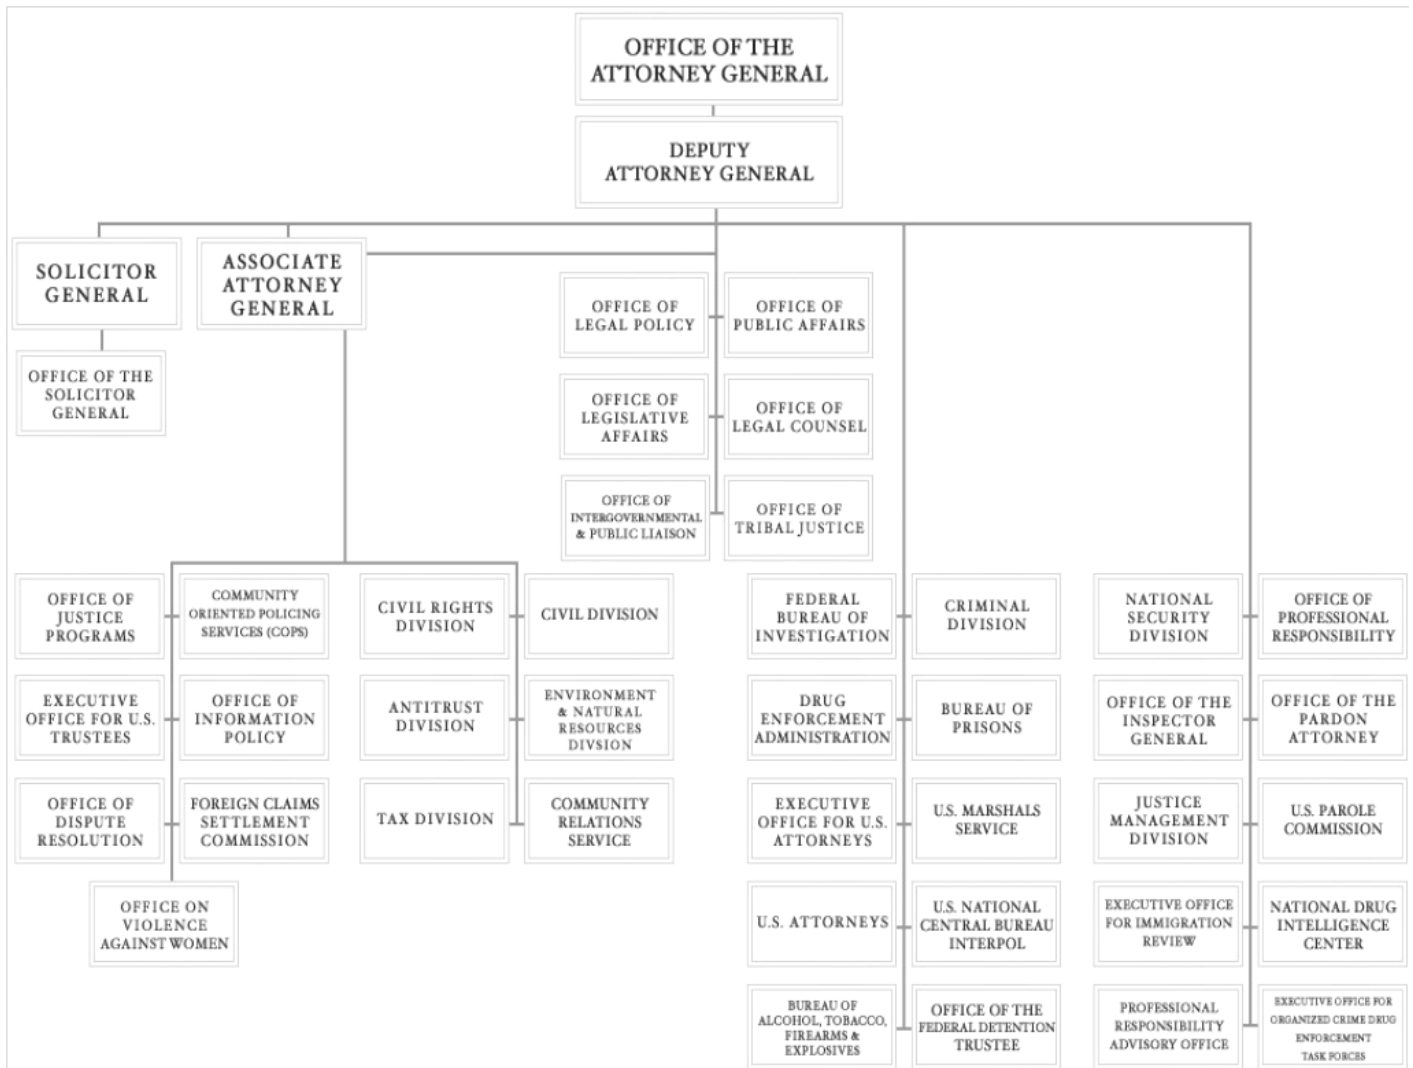 OFFICE OF THE
ATTORNEY GENERAL
DEPUTY
ATTORNEY GENERAL
SOLICITOR
GENERAL
ASSOCIATE
ATTORNEY
GENERAL
OFFICE OF THE
SOLICITOR
GENERAL
OFFICE OF
LEGAL POLICY
OFFICE OF
PUBLIC AFFAIRS
OFFICE OF
LEGISLATIVE
AFFAIRS
OFFICE OF
LEGAL COUNSEL
OFFICE OF
INTERGOVERNMENTAL
& PUBLIC LIAISON
OFFICE OF
TRIBAL JUSTICE
OFFICE OF
JUSTICE
PROGRAMS
COMMUNITY
ORIENTED POLICING
SERVICES (COPS)
CIVIL RIGHTS
DIVISION
CIVIL DIVISION
FEDERAL
BUREAU OF
INVESTIGATION
CRIMINAL
DIVISION
NATIONAL
SECURITY
DIVISION
OFFICE OF
PROFESSIONAL
RESPONSIBILITY
EXECUTIVE
OFFICE FOR U.S.
TRUSTEES
OFFICE OF
INFORMATION
POLICY
ANTITRUST
DIVISION
ENVIRONMENT
& NATURAL
RESOURCES
DIVSION
DRUG
ENFORCEMENT
ADMINISTRATION
BUREAU OF
PRISONS
OFFICE OF THE
INSPECTOR
GENERAL
OFFICE OF THE
PARDON
ATTORNEY
OFFICE OF
DISPUTE
RESOLUTION
FOREIGN CLAIMS
SETTLEMENT
COMMISSION
TAX DIVISION
COMMUNITY
RELATIONS
SERVICE
EXECUTIVE
OFFICE FOR U.S.
ATTORNEYS
U.S. MARSHALS
SERVICE
JUSTICE
MANAGEMENT
DIVISION
U.S. PAROLE
COMMISSION
OFFICE ON
VIOLENCE
AGAINST WOMEN
U.S. ATTORNEYS
U.S. NATIONAL
CENTRAL BUREAU
INTERPOL
EXECUTIVE OFFICE
FOR IMMIGRATION
REVIEW
NATIONAL DRUG
INTELLIGENCE
CENTER
BUREAU OF
ALCOHOL, TOBACCO,
FIREARMS &
EXPLOSIVES
OFFICE OF THE
FEDERAL DETENTION
TRUSTEE
PROFESSIONAL
RESPONSIBILITY
ADVISORY OFFICE
EXECUTIVE OFFICE FOR
ORGANIZED CRIME DRUG
ENFORCEMENT
TASK FORCES